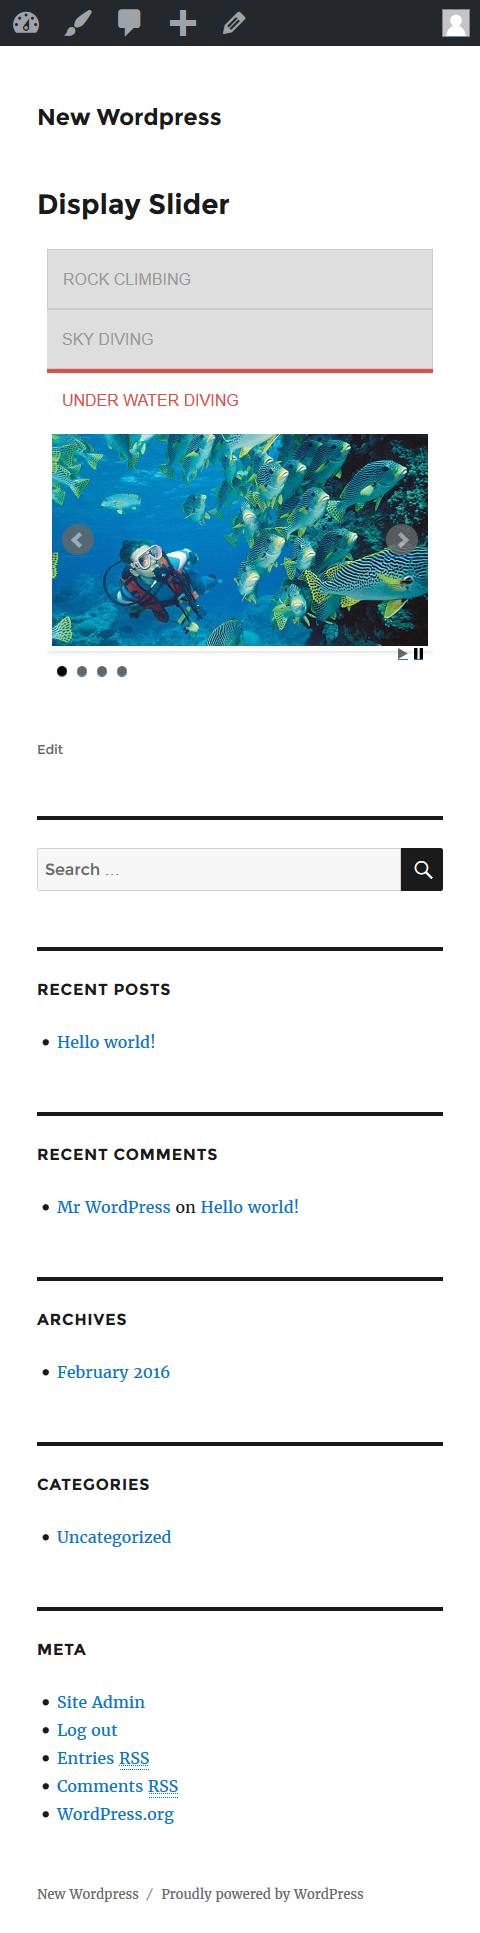 New Wordpress
Display Slider
ROCK CLIMBING
SKY DIVING
UNDER WATER DIVING
Edit
Search ...
RECENT POSTS
Hello world!
RECENT COMMENTS
Mr WordPress on Hello world!
ARCHIVES
February 2016
CATEGORIES
Uncategorized
META
Site Admin
Log out
Entries RSS
Comments RSS
WordPress.org
New Wordpress / Proudly powered by WordPress